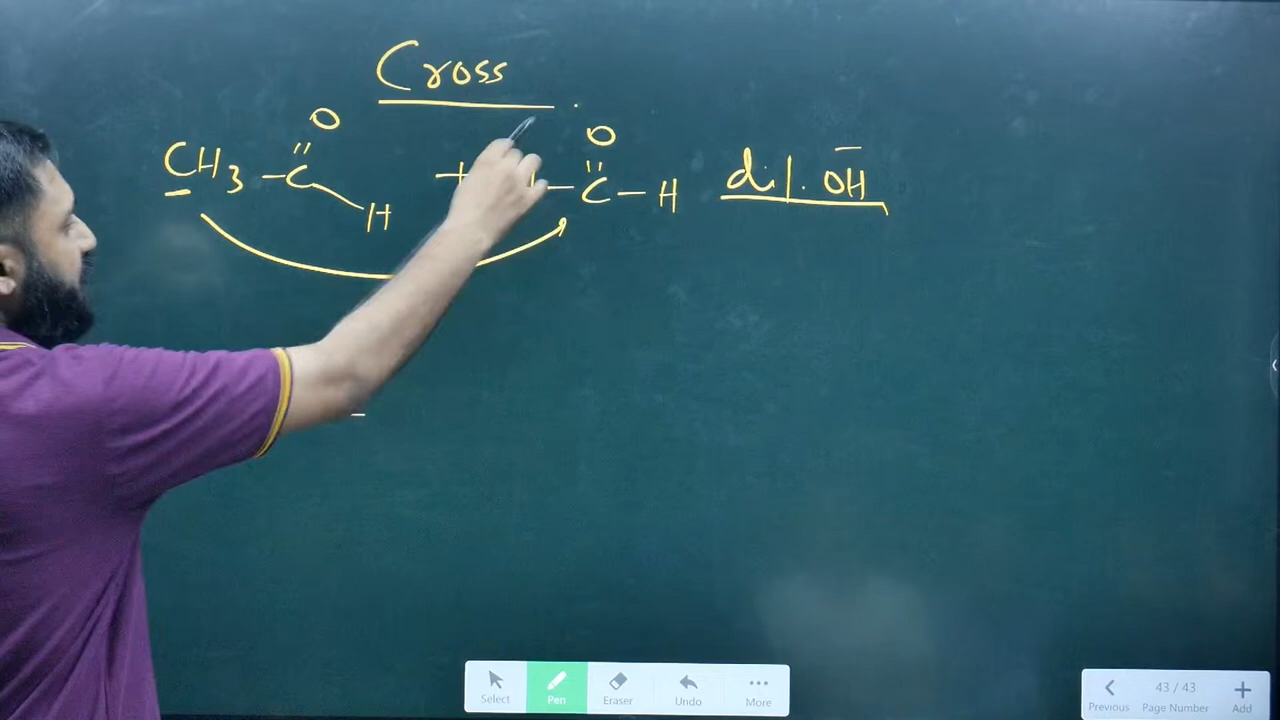 Cross
O O
CH3 - C + - C - H dil. OH̄
H
Select Pen Eraser Undo More
Previous 43 / 43 Page Number Add